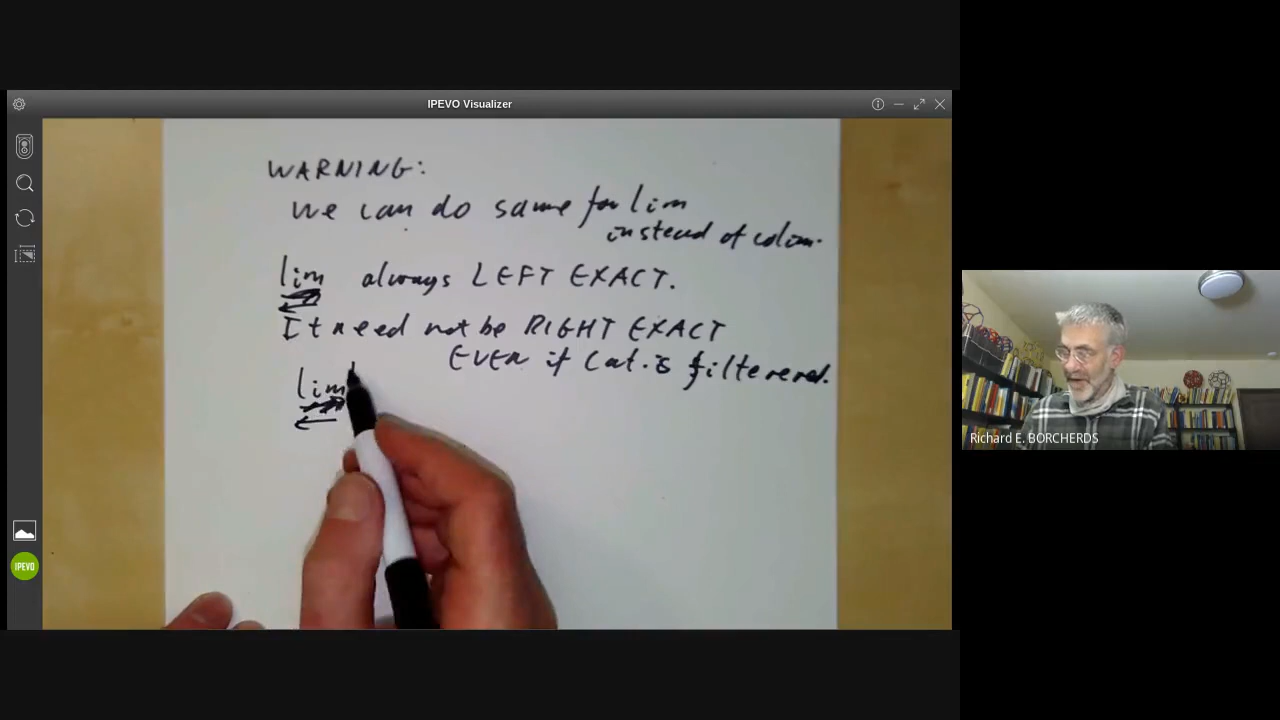 IPEVO Visualizer
WARNING:
We can do same for lim
instead of colim.
lim always LEFT EXACT.
It need not be RIGHT EXACT
EVEN if Cat. is filtered.
lim
Richard E. BORCHERDS
IPEVO